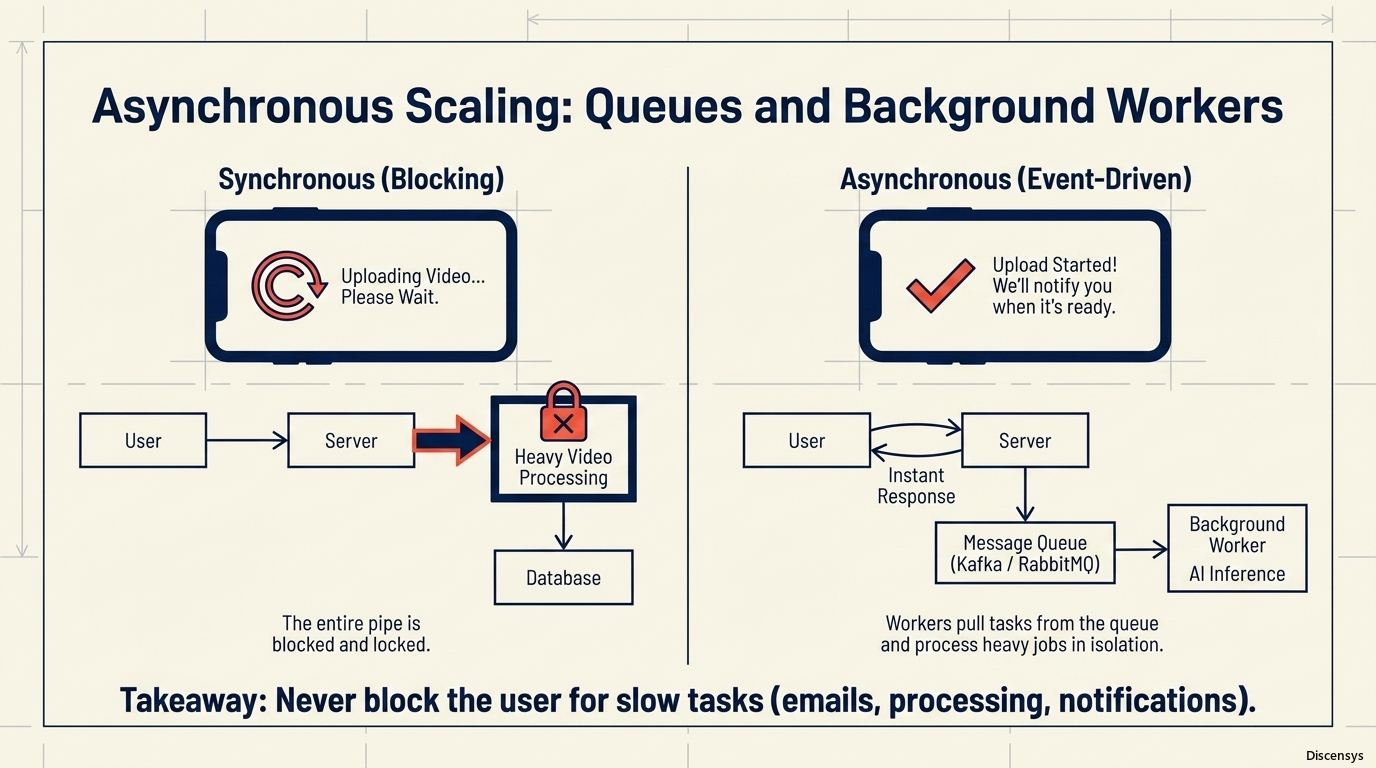 Asynchronous Scaling: Queues and Background Workers
Synchronous (Blocking)
Uploading Video...
Please Wait.
User
Server
Heavy Video
Processing
Database
The entire pipe is
blocked and locked.
Asynchronous (Event-Driven)
Upload Started!
We'll notify you
when it's ready.
User
Server
Instant
Response
Message Queue
(Kafka / RabbitMQ)
Background
Worker
AI Inference
Workers pull tasks from the queue
and process heavy jobs in isolation.
Takeaway: Never block the user for slow tasks (emails, processing, notifications).
Discensys